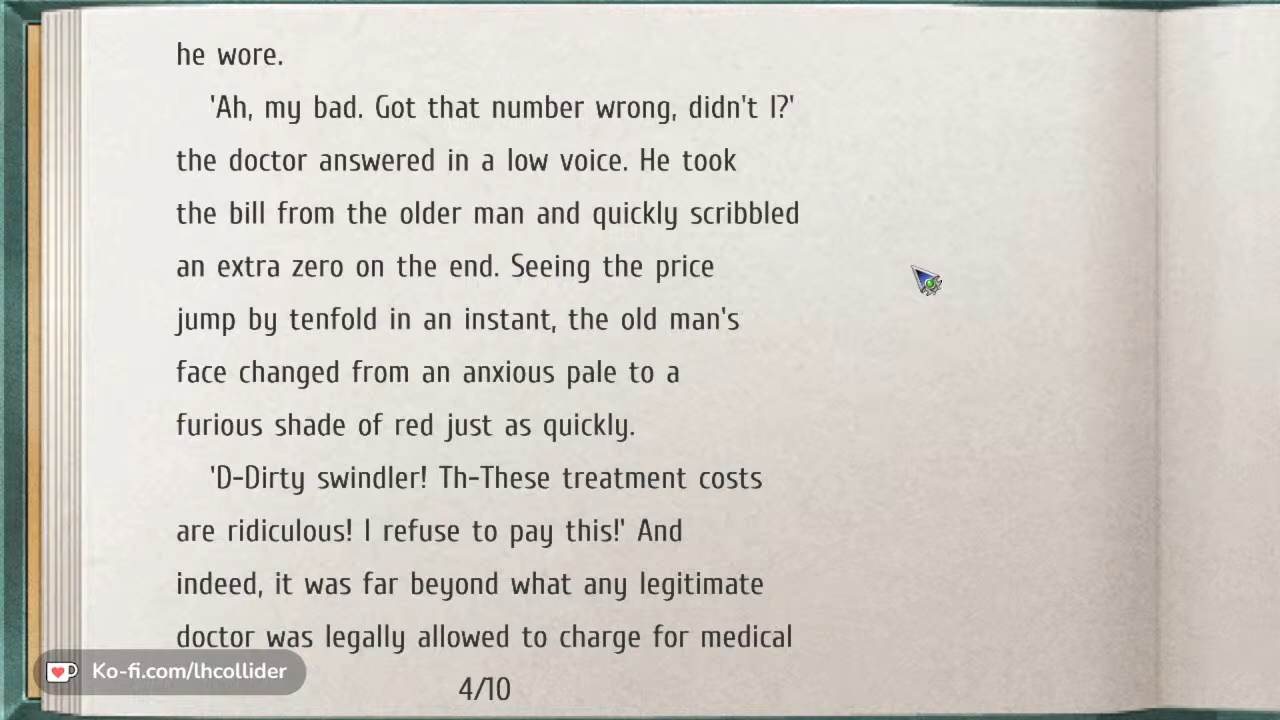 he wore.
'Ah, my bad. Got that number wrong, didn't I?'
the doctor answered in a low voice. He took
the bill from the older man and quickly scribbled
an extra zero on the end. Seeing the price
jump by tenfold in an instant, the old man's
face changed from an anxious pale to a
furious shade of red just as quickly.
'D-Dirty swindler! Th-These treatment costs
are ridiculous! I refuse to pay this!' And
indeed, it was far beyond what any legitimate
doctor was legally allowed to charge for medical
Ko-fi.com/lhcollider
4/10